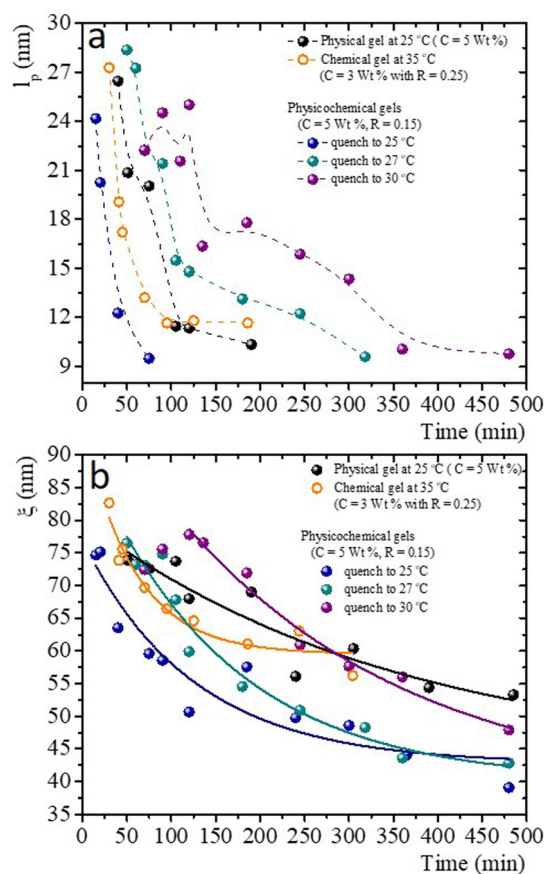 a
30
27
24
21
18
15
12
9
lp (nm)
Physical gel at 25 °C ( C = 5 Wt %)
Chemical gel at 35 °C
(C = 3 Wt % with R = 0.25)
Physicochemical gels
(C = 5 Wt %, R = 0.15)
quench to 25 °C
quench to 27 °C
quench to 30 °C
0 50 100 150 200 250 300 350 400 450 500
Time (min)
b
90
85
80
75
70
65
60
55
50
45
40
35
ξ (nm)
Physical gel at 25 °C ( C = 5 Wt %)
Chemical gel at 35 °C
(C = 3 Wt % with R = 0.25)
Physicochemical gels
(C = 5 Wt %, R = 0.15)
quench to 25 °C
quench to 27 °C
quench to 30 °C
0 50 100 150 200 250 300 350 400 450 500
Time (min)